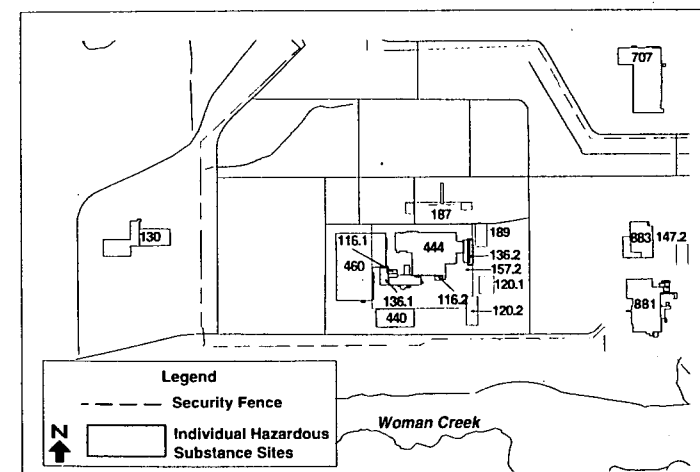 707
130
187
189
116.1
444
136.2
460
157.2
120.1
136.1
116.2
120.2
440
883
147.2
881
Legend
Security Fence
N
Individual Hazardous
Substance Sites
Woman Creek